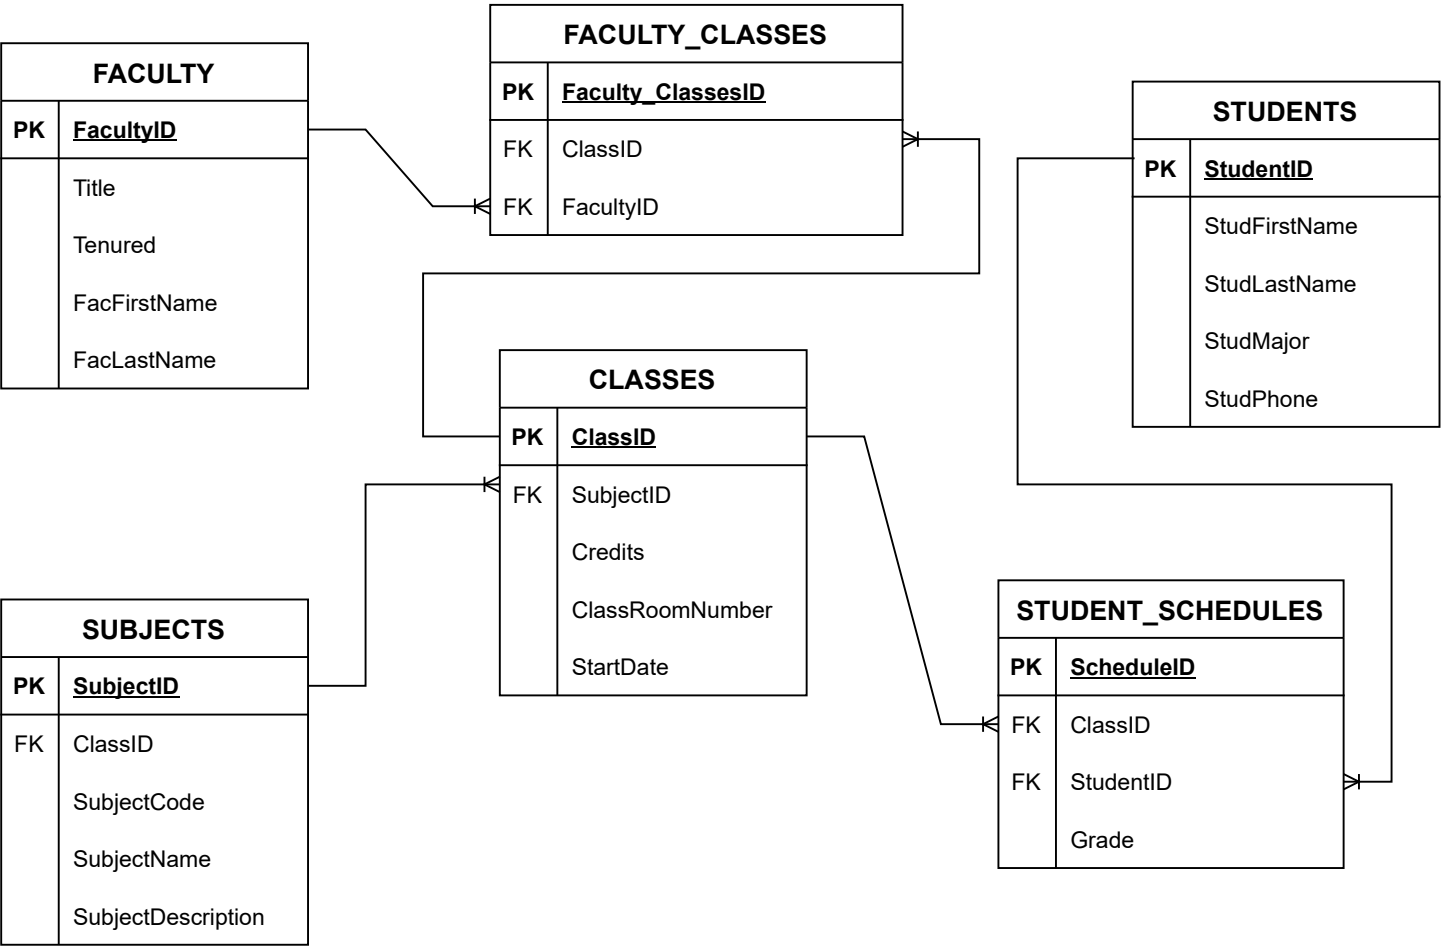 FACULTY
PK FacultyID
Title
Tenured
FacFirstName
FacLastName
FACULTY_CLASSES
PK Faculty_ClassesID
FK ClassID
FK FacultyID
STUDENTS
PK StudentID
StudFirstName
StudLastName
StudMajor
StudPhone
CLASSES
PK ClassID
FK SubjectID
Credits
ClassRoomNumber
StartDate
SUBJECTS
PK SubjectID
FK ClassID
SubjectCode
SubjectName
SubjectDescription
STUDENT_SCHEDULES
PK ScheduleID
FK ClassID
FK StudentID
Grade